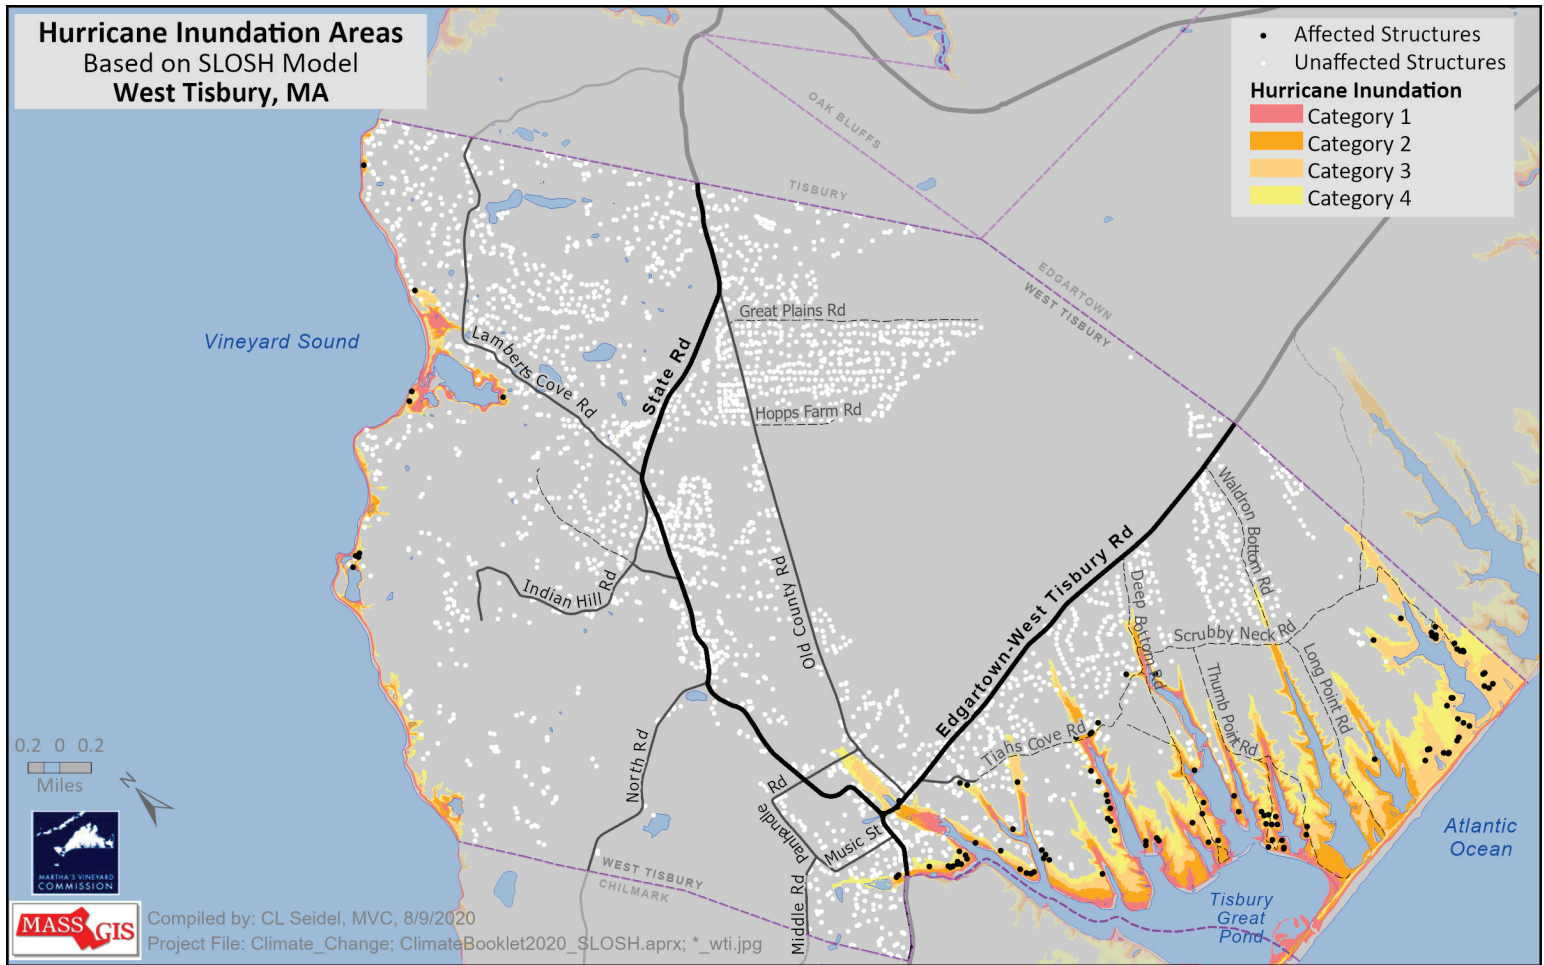 Hurricane Inundation Areas
Based on SLOSH Model
West Tisbury, MA
Affected Structures
Unaffected Structures
Hurricane Inundation
Category 1
Category 2
Category 3
Category 4
OAK BLUFFS
TISBURY
EDGARTOWN
WEST TISBURY
Great Plains Rd
Vineyard Sound
Lamberts Cove Rd
State Rd
Hopps Farm Rd
Waldron Bottom Rd
Edgartown-West Tisbury Rd
Old County Rd
Indian Hill Rd
Deep Bottom Rd
Scrubby Neck Rd
Thumb Point Rd
Long Point Rd
Tiahs Cove Rd
North Rd
Panhandle Rd
Music St
Middle Rd
0.2 0 0.2
Miles
N
Atlantic
Ocean
Tisbury
Great
Pond
WEST TISBURY
CHILMARK
MARTHA'S VINEYARD
COMMISSION
MASS GIS
Compiled by: CL Seidel, MVC, 8/9/2020
Project File: Climate_Change; ClimateBooklet2020_SLOSH.aprx; *_wti.jpg